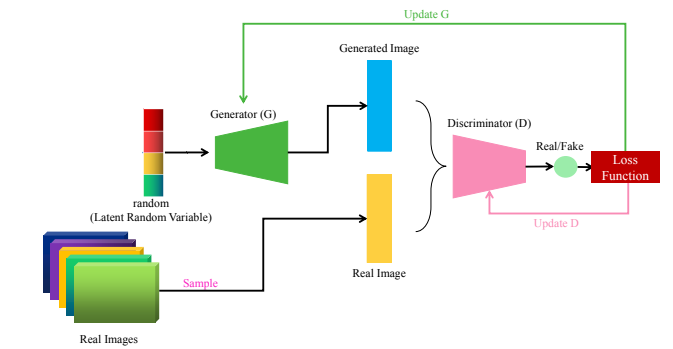 Update G
Generated Image
Generator (G)
Discriminator (D)
Real/Fake
Loss
Function
random
(Latent Random Variable)
Update D
Real Image
Sample
Real Images